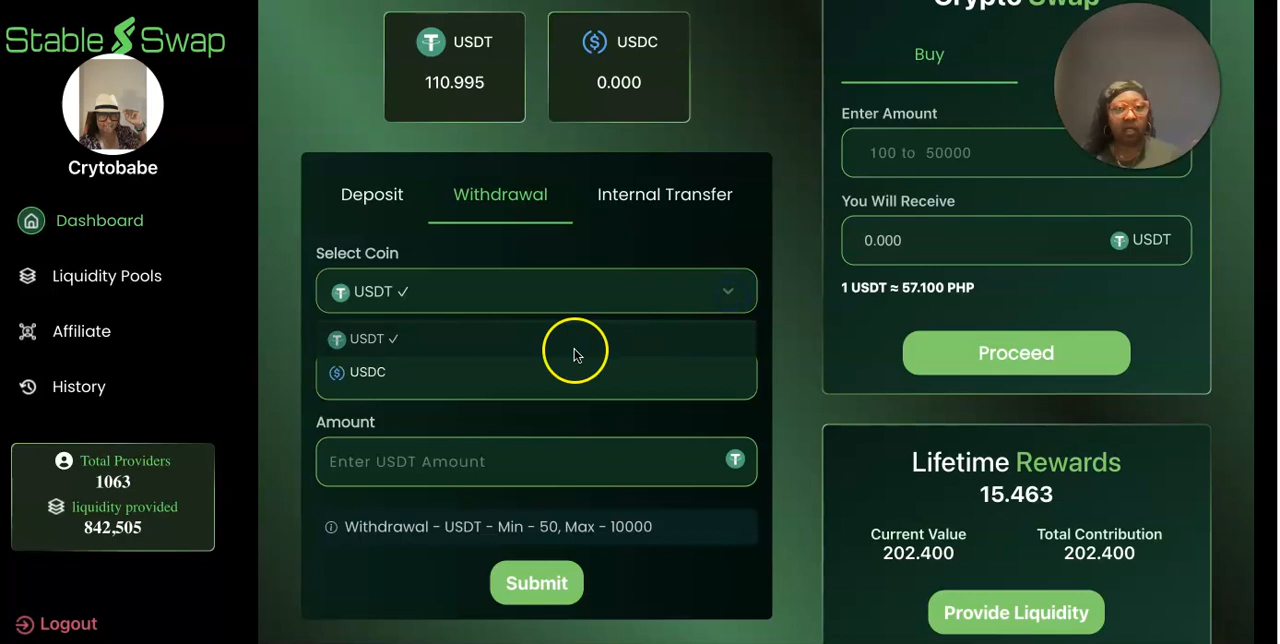 Stable Swap
Crytobabe
Dashboard
Liquidity Pools
Affiliate
History
Total Providers
1063
liquidity provided
842,505
Logout
USDT
110.995
USDC
0.000
Deposit
Withdrawal
Internal Transfer
Select Coin
USDT ✓
USDT ✓
USDC
Amount
Enter USDT Amount
Withdrawal - USDT - Min - 50, Max - 10000
Submit
Crypto Swap
Buy
Enter Amount
100 to 50000
You Will Receive
0.000
USDT
1 USDT ≈ 57.100 PHP
Proceed
Lifetime Rewards
15.463
Current Value
202.400
Total Contribution
202.400
Provide Liquidity